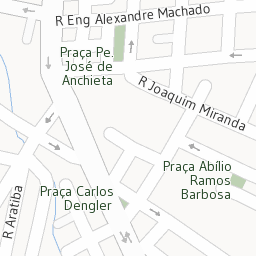 R Eng Alexandre Machado
Praça Pe.
José de
Anchieta
R Joaquim Miranda
Praça Abílio
Ramos
Barbosa
Praça Carlos
Dengler
R Aratiba